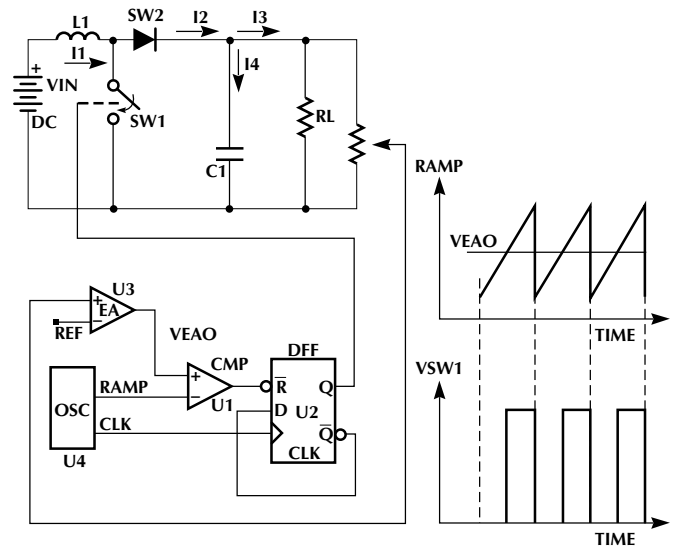 SW2
L1
I2
I3
I1
I4
+
VIN
DC
SW1
RL
C1
RAMP
VEAO
TIME
U3
+
EA
−
REF
VEAO
DFF
CMP
+
−
U1
R̅
Q
D
U2
Q̅
CLK
OSC
RAMP
CLK
U4
VSW1
TIME